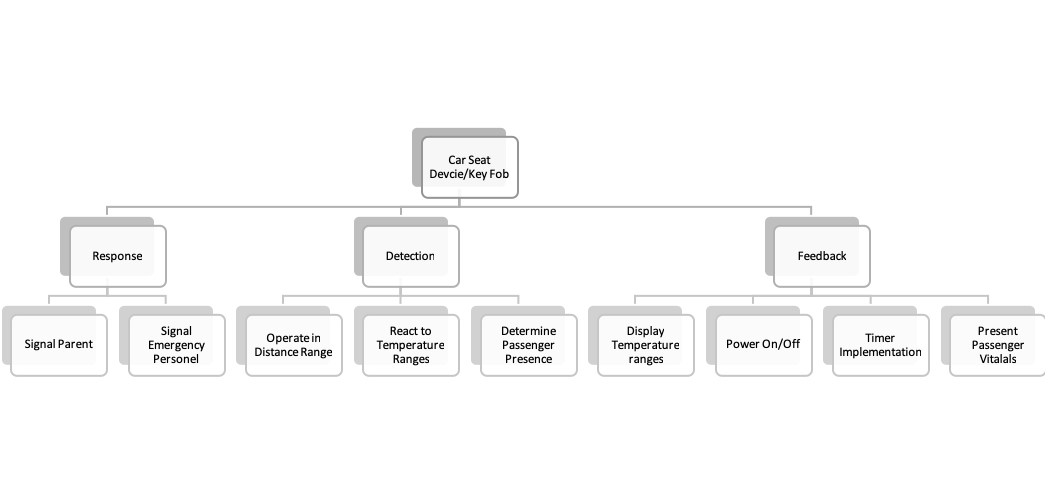 Car Seat
Devcie/Key Fob
Response
Detection
Feedback
Signal Parent
Signal
Emergency
Personel
Operate in
Distance Range
React to
Temperature
Ranges
Determine
Passenger
Presence
Display
Temperature
ranges
Power On/Off
Timer
Implementation
Present
Passenger
Vitalals